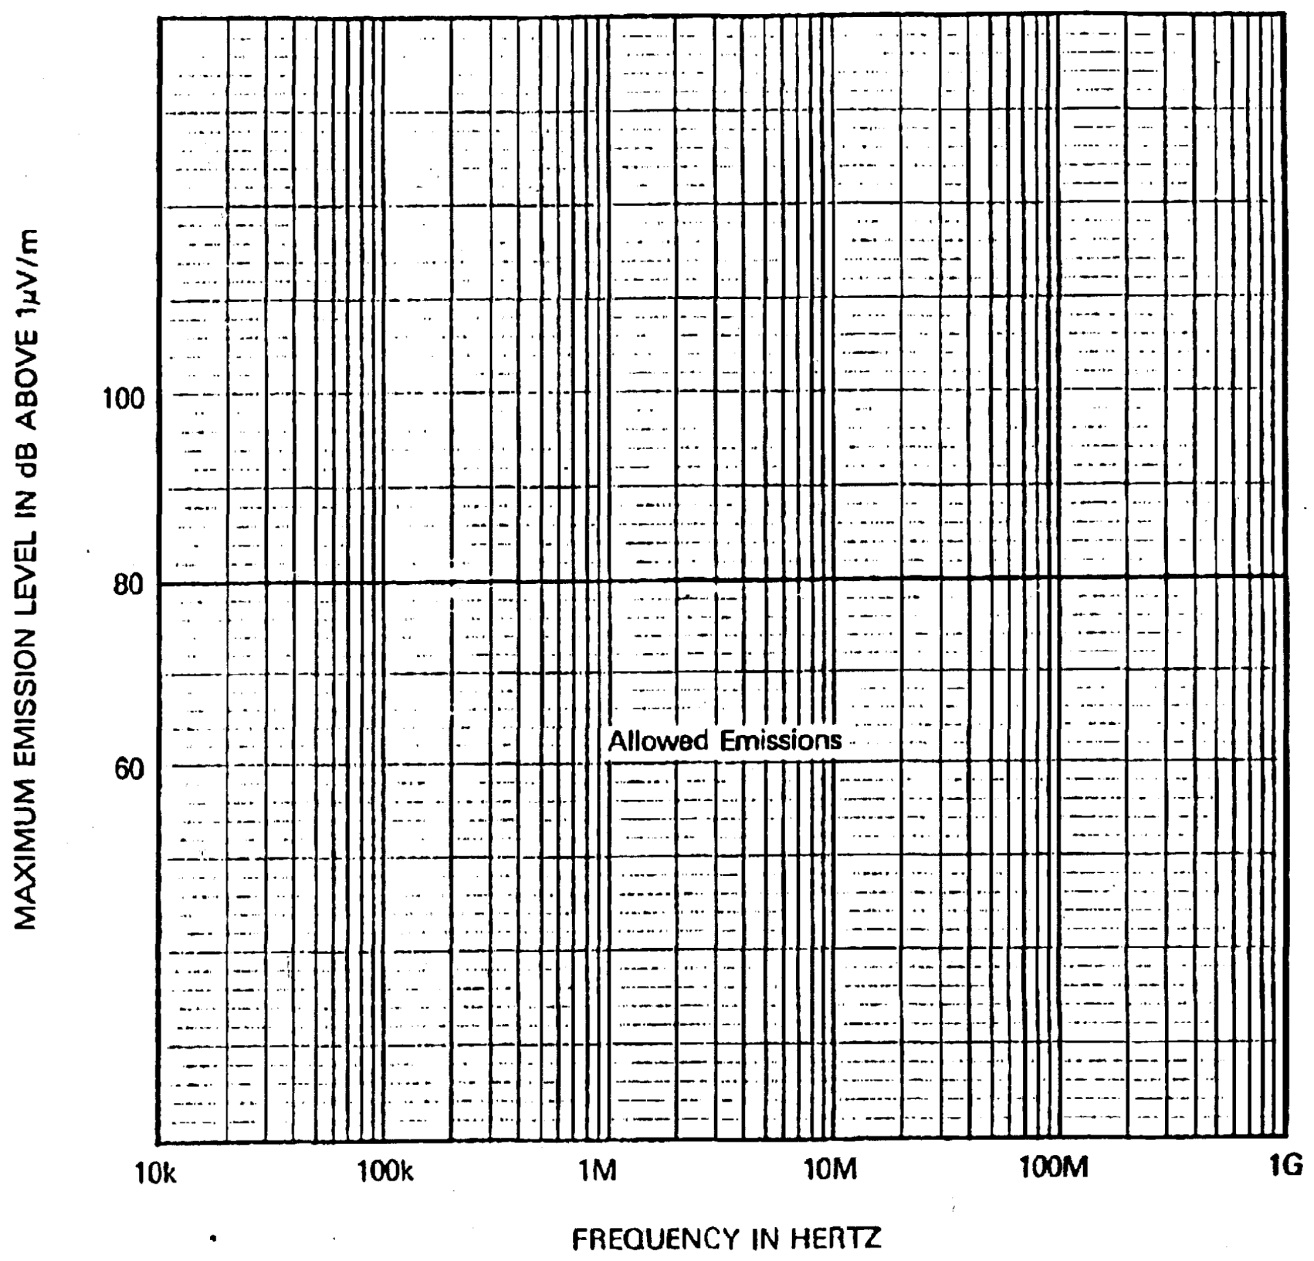 MAXIMUM EMISSION LEVEL IN dB ABOVE 1µV/m
100
80
60
Allowed Emissions
10k 100k 1M 10M 100M 1G
FREQUENCY IN HERTZ